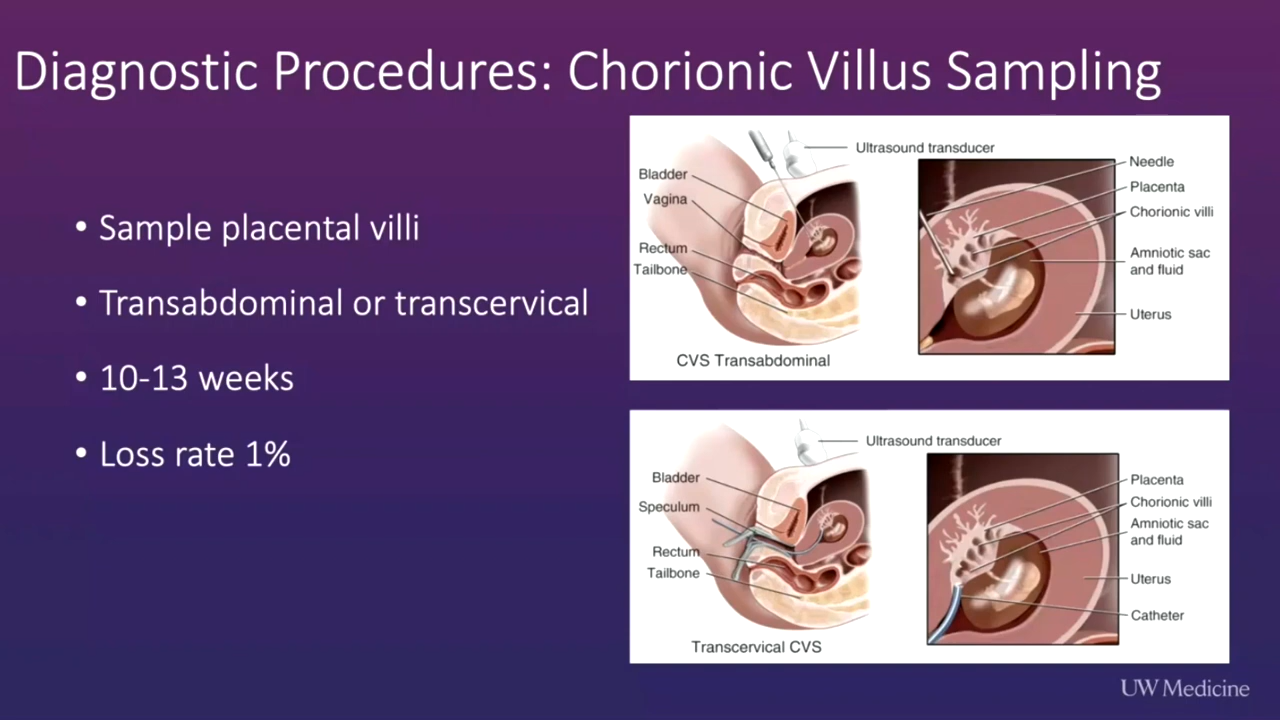 Diagnostic Procedures: Chorionic Villus Sampling
• Sample placental villi
• Transabdominal or transcervical
• 10-13 weeks
• Loss rate 1%
Ultrasound transducer
Bladder
Vagina
Rectum
Tailbone
CVS Transabdominal
Needle
Placenta
Chorionic villi
Amniotic sac
and fluid
Uterus
Ultrasound transducer
Bladder
Speculum
Rectum
Tailbone
Transcervical CVS
Placenta
Chorionic villi
Amniotic sac
and fluid
Uterus
Catheter
UW Medicine